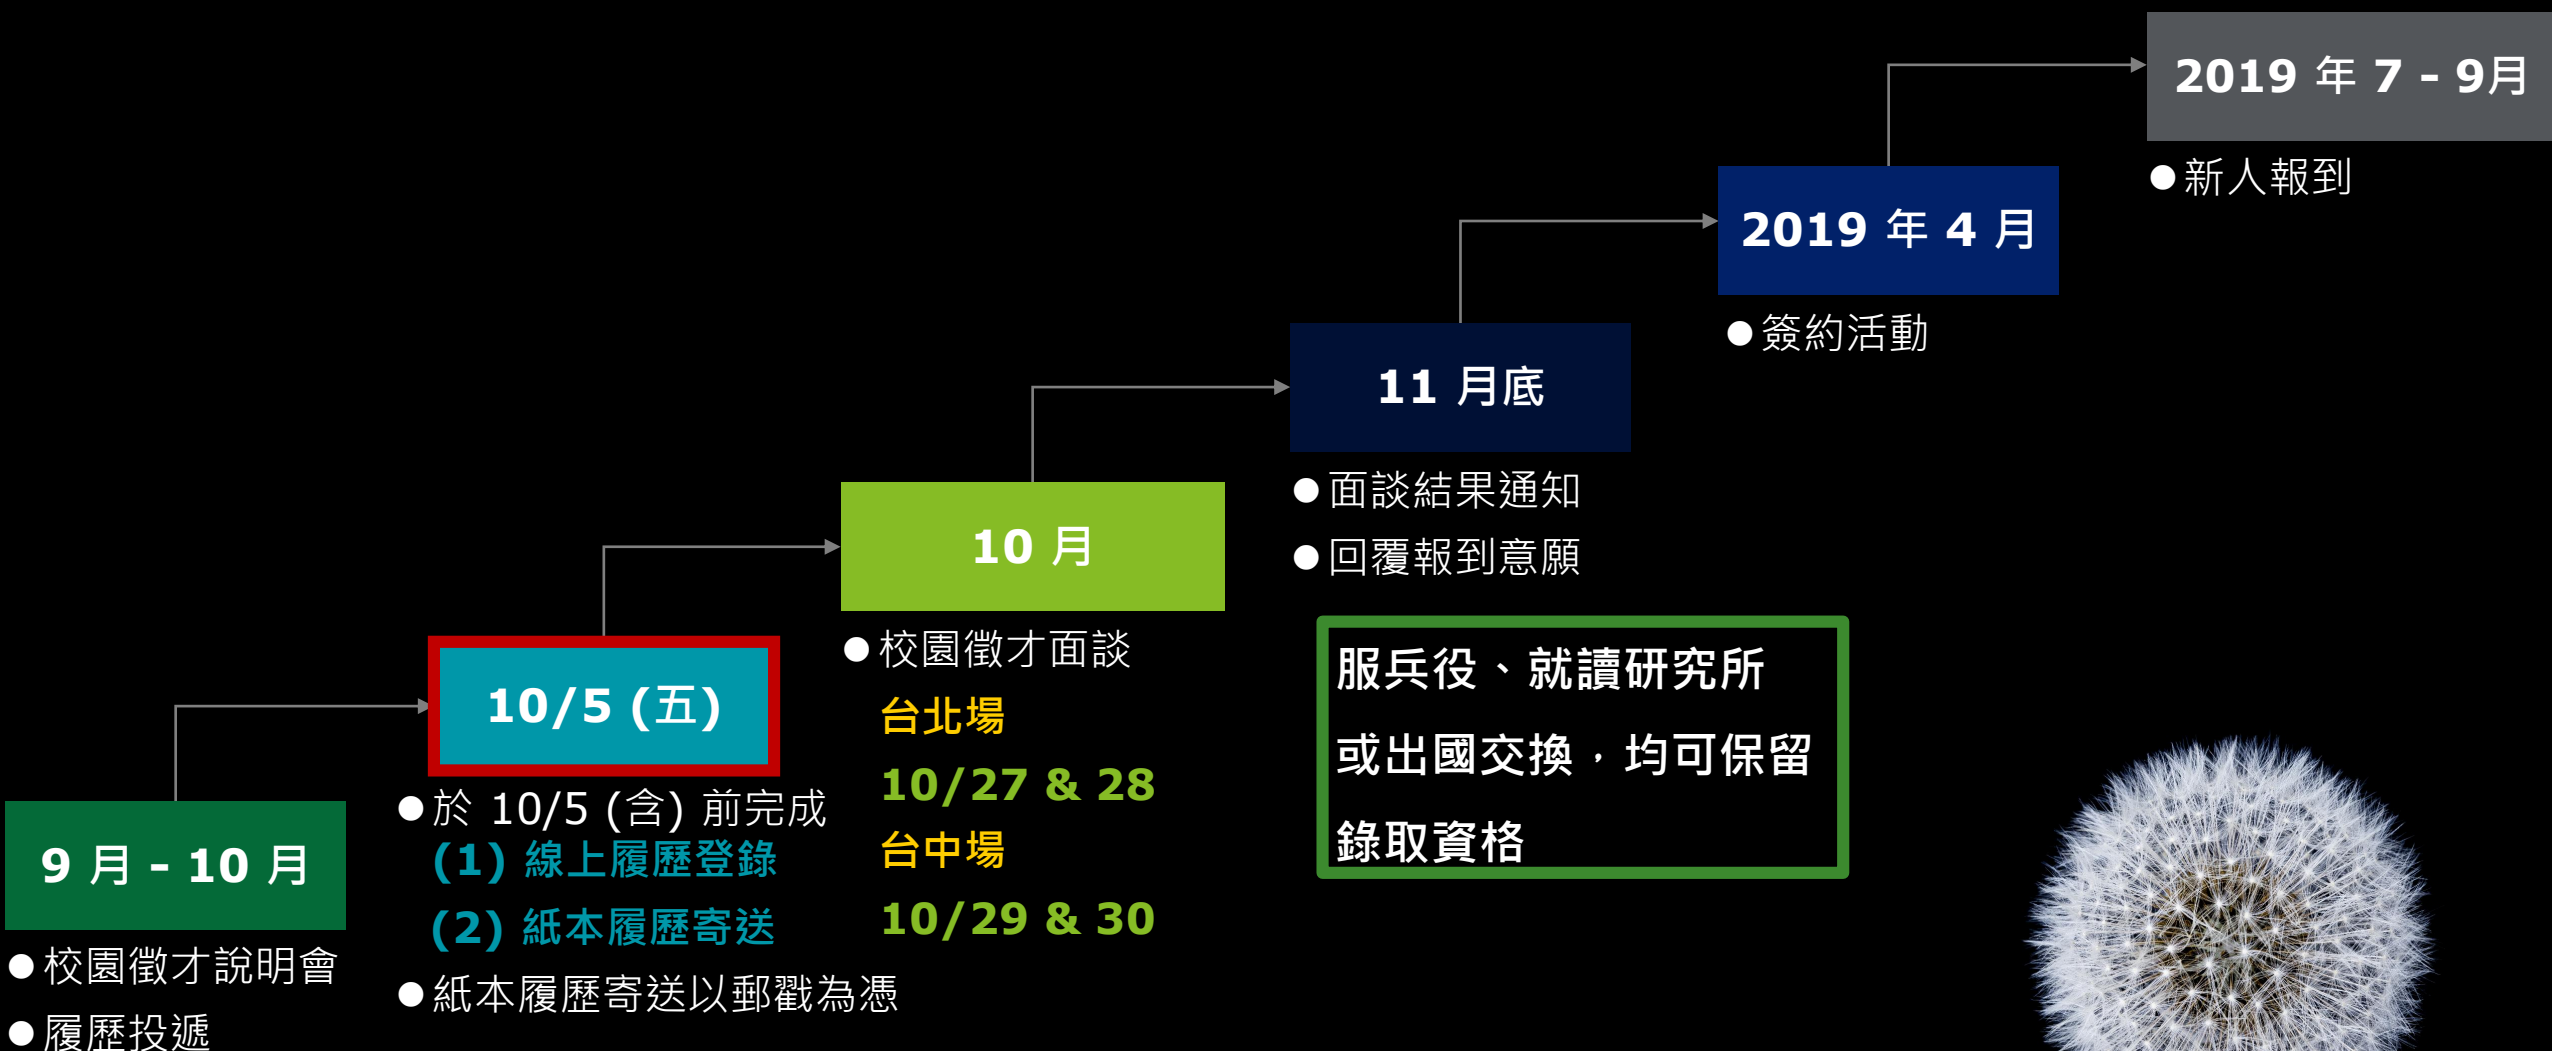 9 月 - 10 月
●校園徵才說明會
●履歷投遞
10/5 (五)
●於 10/5 (含) 前完成
(1) 線上履歷登錄
(2) 紙本履歷寄送
●紙本履歷寄送以郵戳為憑
10 月
●校園徵才面談
台北場
10/27 & 28
台中場
10/29 & 30
11 月底
●面談結果通知
●回覆報到意願
服兵役、就讀研究所
或出國交換，均可保留
錄取資格
2019 年 4 月
●簽約活動
2019 年 7 - 9月
●新人報到